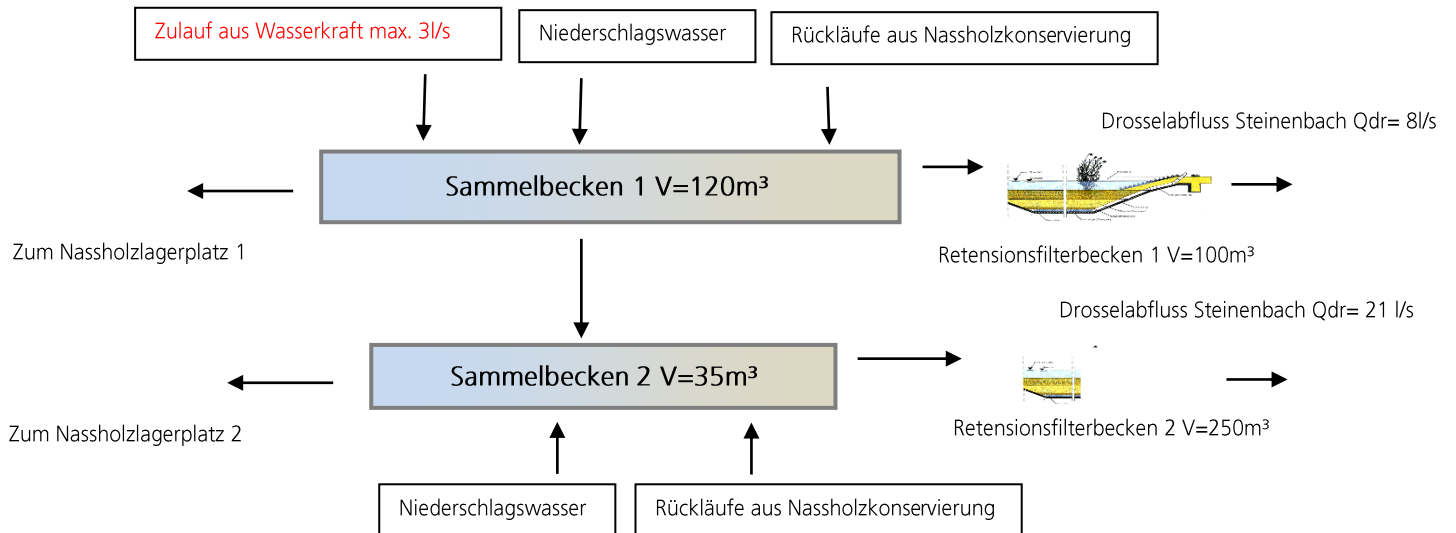 Zulauf aus Wasserkraft max. 3l/s
Niederschlagswasser
Rückläufe aus Nassholzkonservierung
Drosselabfluss Steinenbach Qdr= 8l/s
Sammelbecken 1 V=120m³
Zum Nassholzlagerplatz 1
Retensionsfilterbecken 1 V=100m³
Drosselabfluss Steinenbach Qdr= 21 l/s
Sammelbecken 2 V=35m³
Zum Nassholzlagerplatz 2
Retensionsfilterbecken 2 V=250m³
Niederschlagswasser
Rückläufe aus Nassholzkonservierung